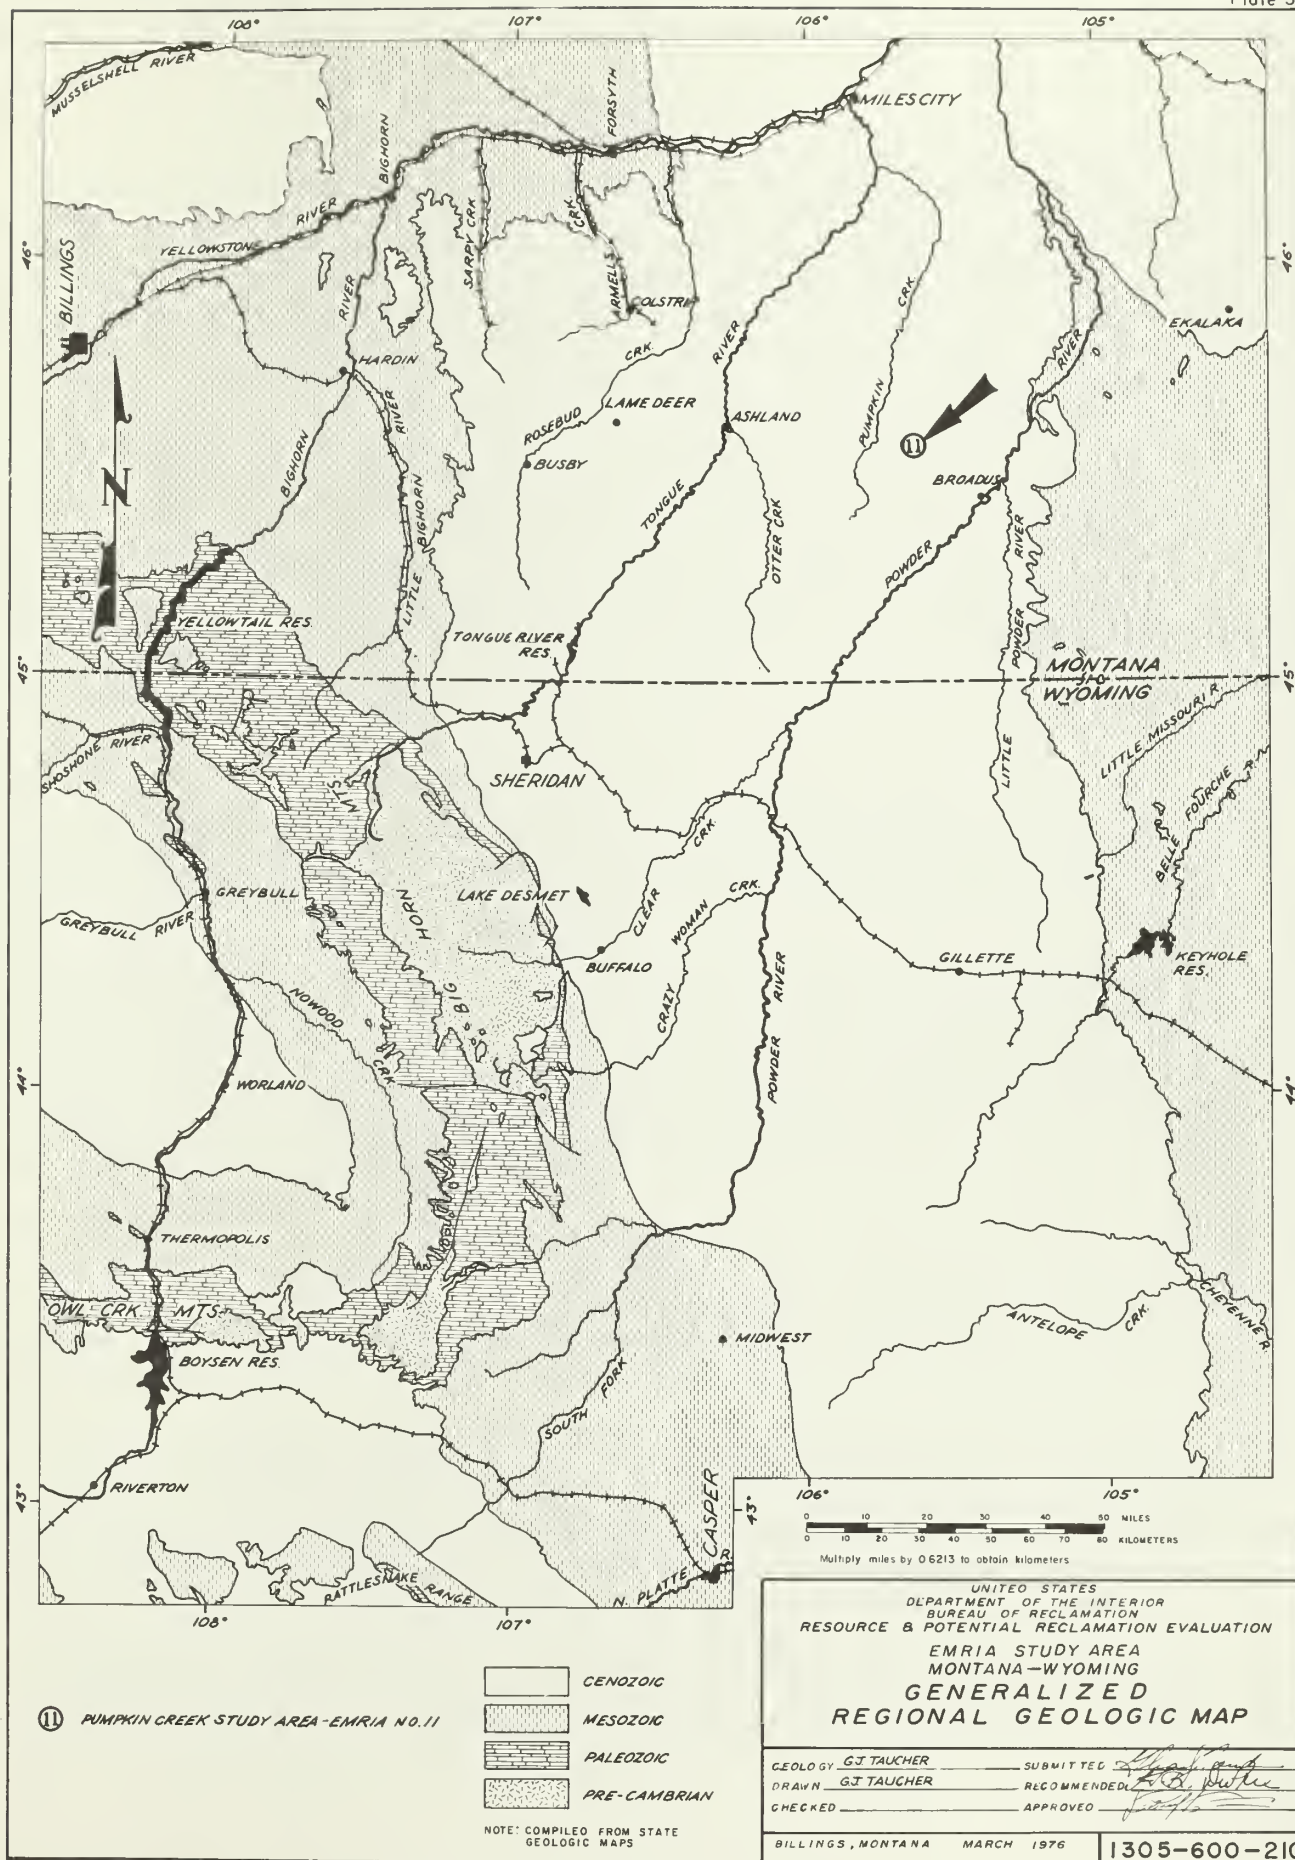 Plate 3
108° 107° 106° 105°
MUSSELSHELL RIVER
FORSYTH
MILES CITY
BIGHORN
YELLOWSTONE RIVER
SARPY CRK
ARMELLS CRK.
46° 46°
BILLINGS
RIVER
COLSTRI
CRK.
EKALAKA
RIVER
HARDIN
RIVER
PUMPKIN CRK
LAME DEER
ROSEBUD
ASHLAND
BIGHORN
BUSBY
11
BROADUS
N
LITTLE BIGHORN
TONGUE
OTTER CRK
POWDER
POWDER RIVER
YELLOWTAIL RES.
TONGUE RIVER
RES.
45° 45°
MONTANA
WYOMING
LITTLE
LITTLE MISSOURI R.
SHOSHONE RIVER
MTS.
SHERIDAN
BELLE FOURCHE R.
CRK.
GREYBULL
LAKE DESMET
CLEAR
CRAZY WOMAN CRK.
GREYBULL RIVER
HORN
BUFFALO
GILLETTE
KEYHOLE
RES.
BIG
NOWOOD CRK.
POWDER RIVER
44° 44°
WORLAND
THERMOPOLIS
OWL CRK. MTS.
CHEYENNE R.
ANTELOPE CRK.
MIDWEST
BOYSEN RES.
SOUTH FORK
RIVERTON
43° 43°
CASPER
106° 105°
0 10 20 30 40 50 MILES
0 10 20 30 40 50 60 70 80 KILOMETERS
Multiply miles by 0.6213 to obtain kilometers
RATTLESNAKE RANGE
N. PLATTE R.
108° 107°
CENOZOIC
MESOZOIC
PALEOZOIC
PRE-CAMBRIAN
NOTE: COMPILED FROM STATE
GEOLOGIC MAPS
11 PUMPKIN CREEK STUDY AREA-EMRIA NO. 11
UNITED STATES
DEPARTMENT OF THE INTERIOR
BUREAU OF RECLAMATION
RESOURCE & POTENTIAL RECLAMATION EVALUATION
EMRIA STUDY AREA
MONTANA-WYOMING
GENERALIZED
REGIONAL GEOLOGIC MAP
GEOLOGY GJ TAUCHER SUBMITTED
DRAWN GJ TAUCHER RECOMMENDED
CHECKED APPROVED
BILLINGS, MONTANA MARCH 1976 1305-600-210